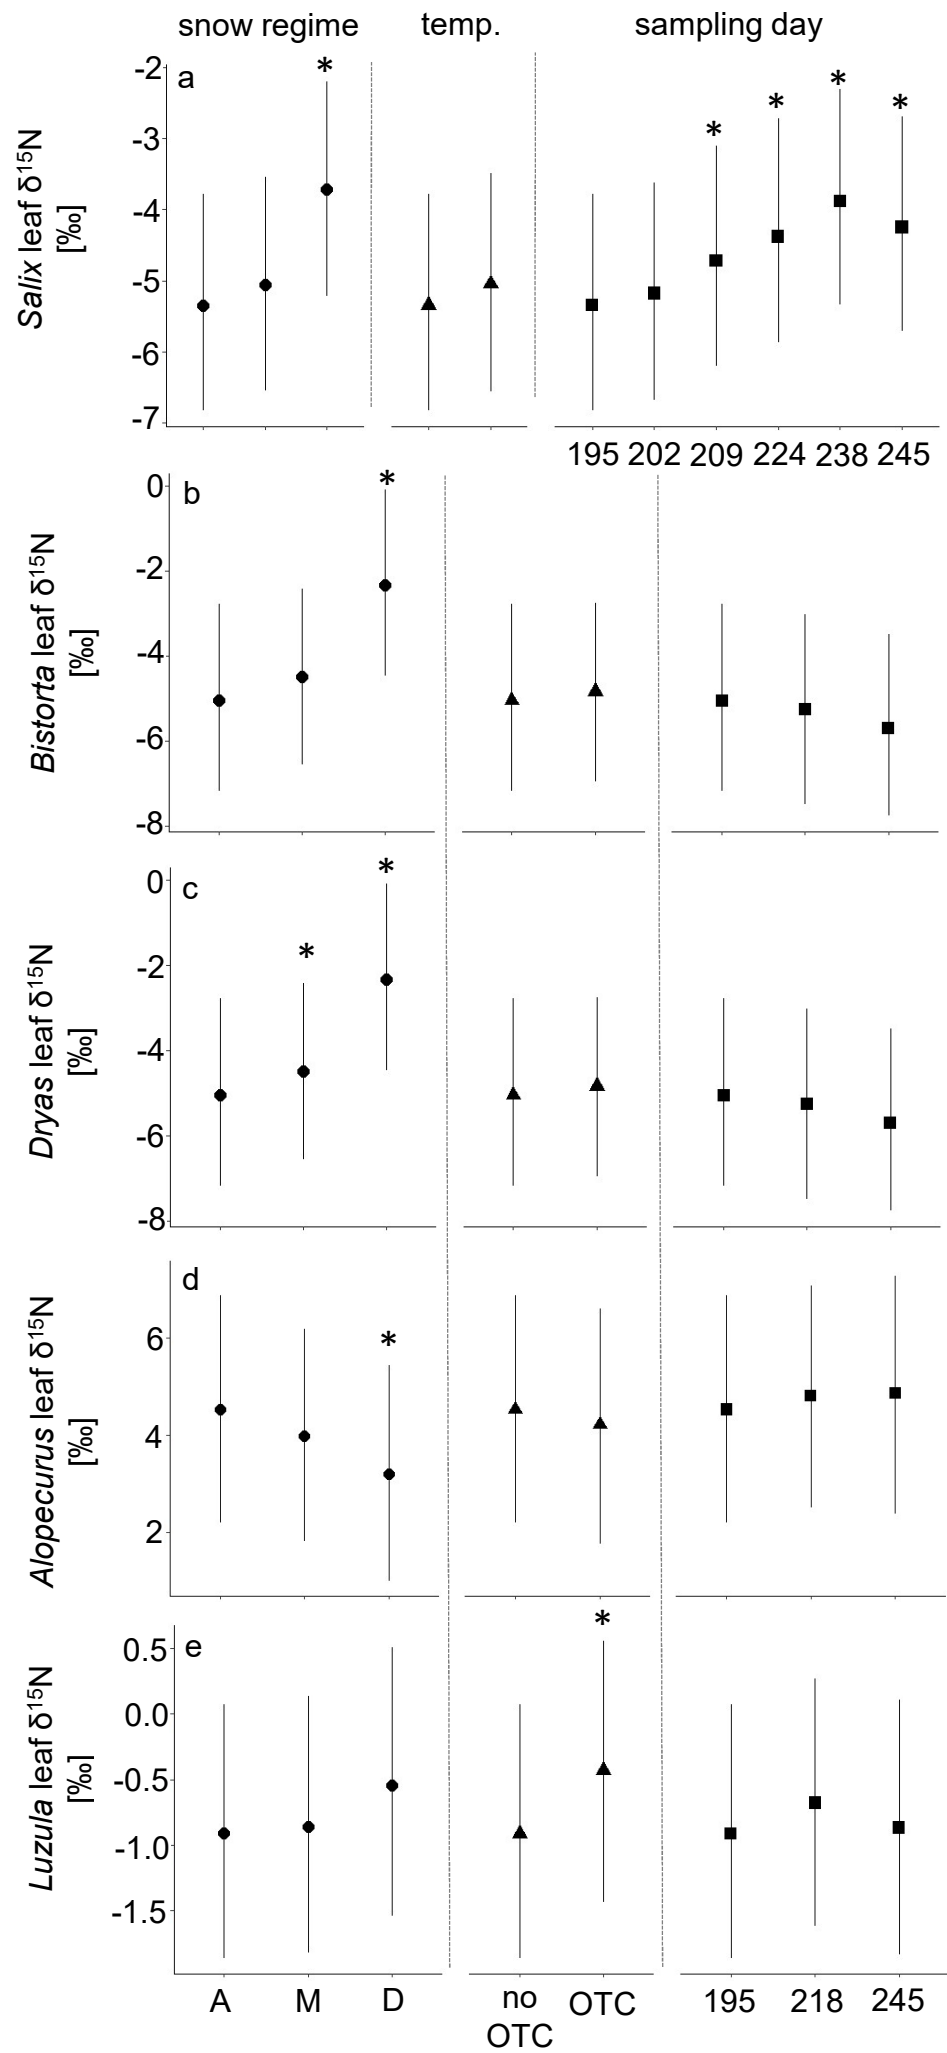 snow regime temp. sampling day
a
*
* * * *
-2
-3
-4
-5
-6
-7
Salix leaf δ¹⁵N
[‰]
195 202 209 224 238 245
b
*
0
-2
-4
-6
-8
Bistorta leaf δ¹⁵N
[‰]
c
* *
0
-2
-4
-6
-8
Dryas leaf δ¹⁵N
[‰]
d
*
6
4
2
Alopecurus leaf δ¹⁵N
[‰]
e
*
0.5
0.0
-0.5
-1.0
-1.5
Luzula leaf δ¹⁵N
[‰]
A M D no OTC 195 218 245
OTC